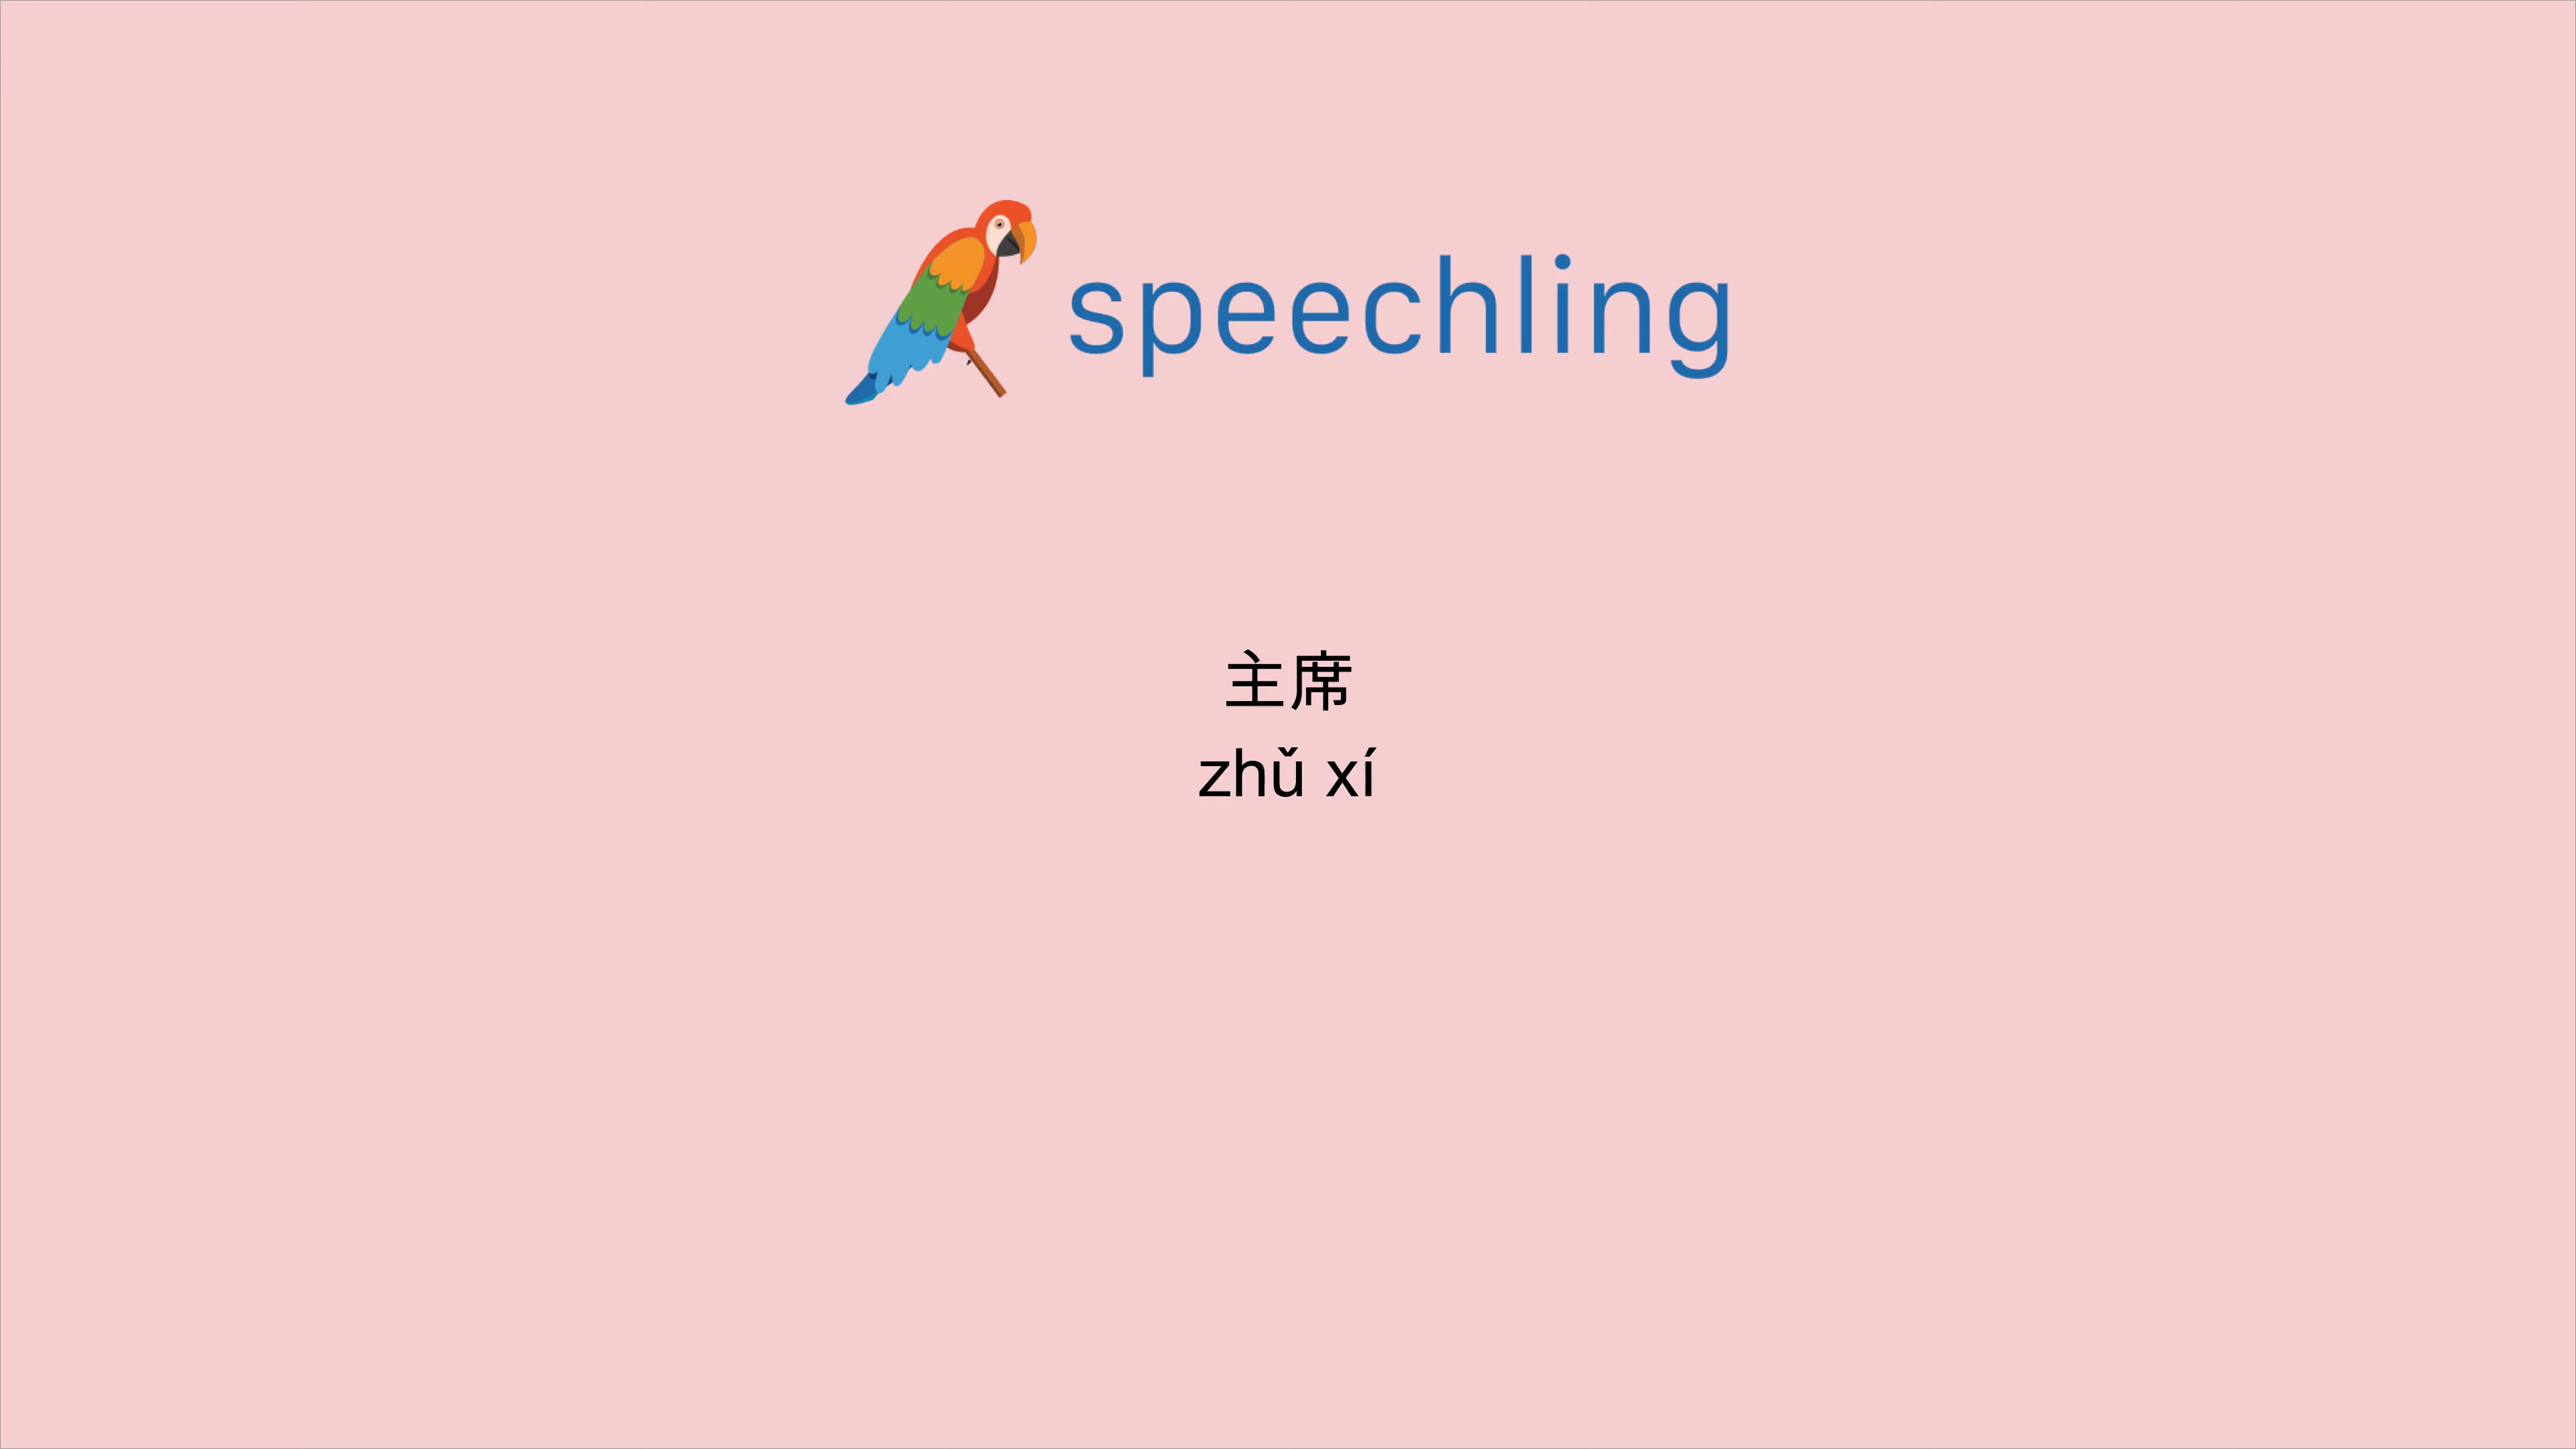 speechling
主席
zhǔ xí